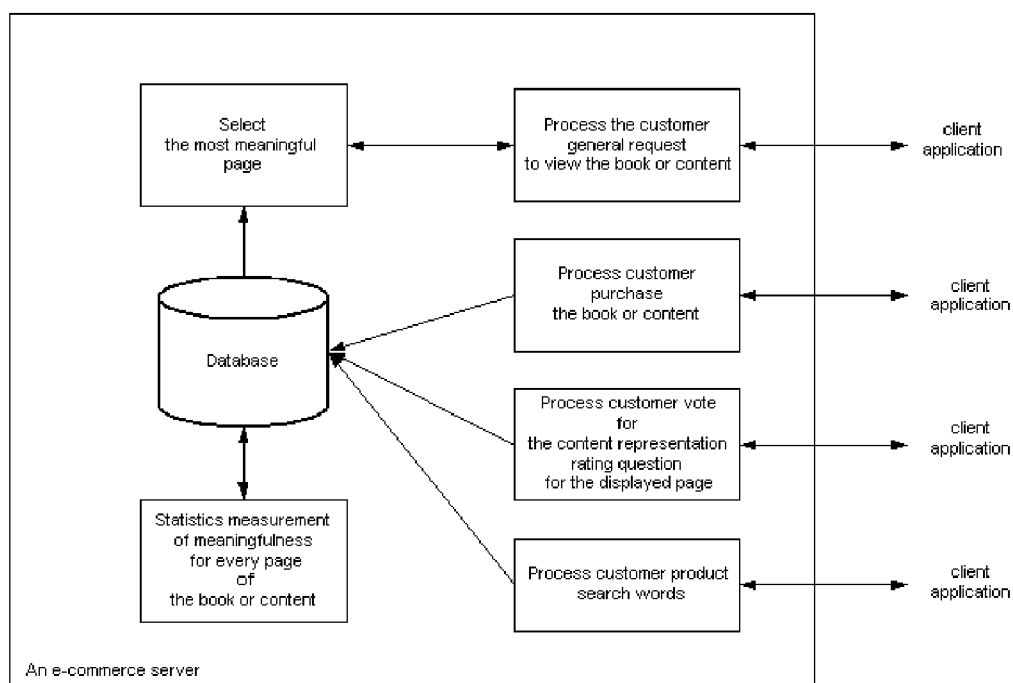 Select
the most meaningful
page
Process the customer
general request
to view the book or content
client
application
Process customer
purchase
the book or content
client
application
Database
Process customer vote
for
the content representation
rating question
for the displayed page
client
application
Statistics measurement
of meaningfulness
for every page
of
the book or content
Process customer product
search words
client
application
An e-commerce server